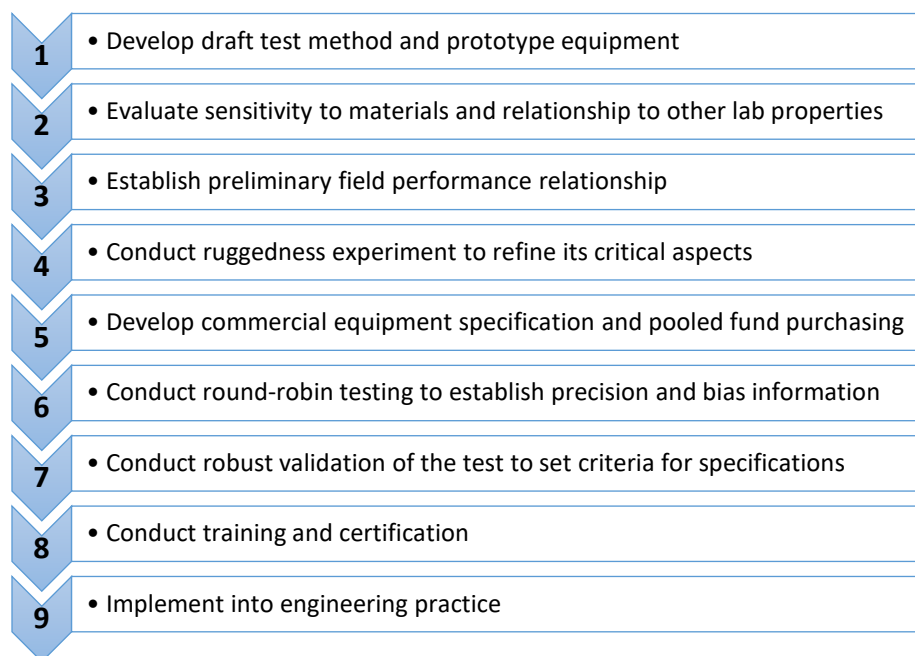 1 • Develop draft test method and prototype equipment
2 • Evaluate sensitivity to materials and relationship to other lab properties
3 • Establish preliminary field performance relationship
4 • Conduct ruggedness experiment to refine its critical aspects
5 • Develop commercial equipment specification and pooled fund purchasing
6 • Conduct round-robin testing to establish precision and bias information
7 • Conduct robust validation of the test to set criteria for specifications
8 • Conduct training and certification
9 • Implement into engineering practice